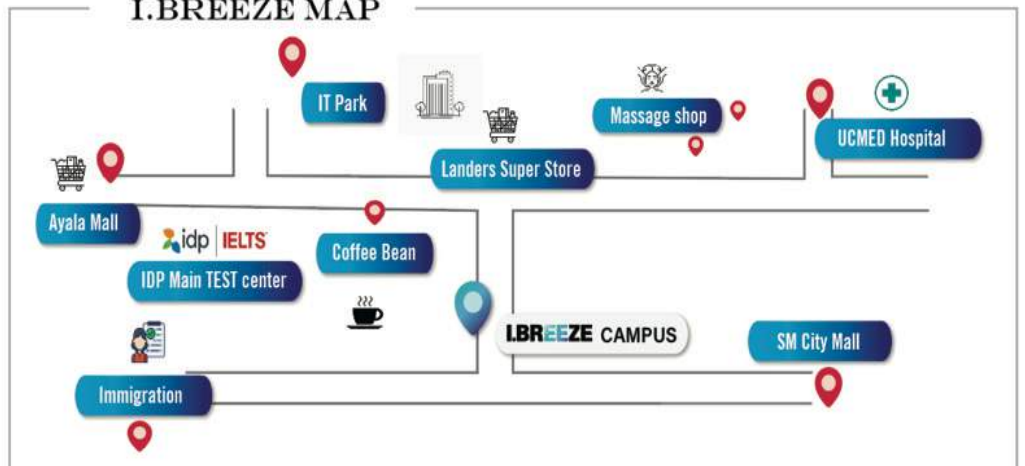 I.BREEZE MAP
IT Park
Massage shop
UCMED Hospital
Landers Super Store
Ayala Mall
idp IELTS
Coffee Bean
IDP Main TEST center
I.BREEZE CAMPUS
SM City Mall
Immigration